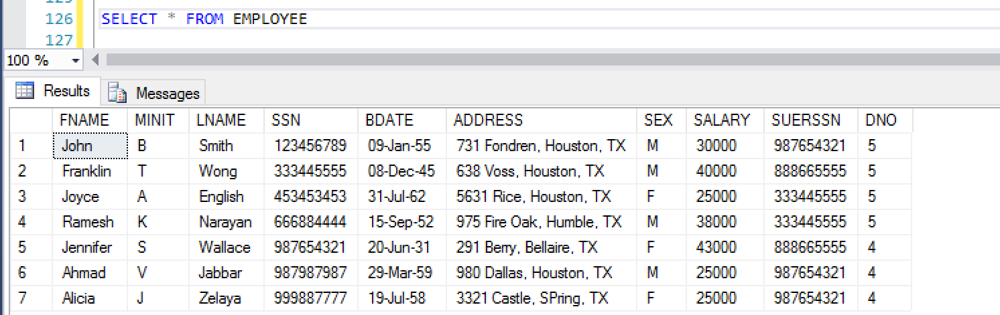 125
126 SELECT * FROM EMPLOYEE
127
100 %
Results Messages
FNAME MINIT LNAME SSN BDATE ADDRESS SEX SALARY SUERSSN DNO
1 John B Smith 123456789 09-Jan-55 731 Fondren, Houston, TX M 30000 987654321 5
2 Franklin T Wong 333445555 08-Dec-45 638 Voss, Houston, TX M 40000 888665555 5
3 Joyce A English 453453453 31-Jul-62 5631 Rice, Houston, TX F 25000 333445555 5
4 Ramesh K Narayan 666884444 15-Sep-52 975 Fire Oak, Humble, TX M 38000 333445555 5
5 Jennifer S Wallace 987654321 20-Jun-31 291 Berry, Bellaire, TX F 43000 888665555 4
6 Ahmad V Jabbar 987987987 29-Mar-59 980 Dallas, Houston, TX M 25000 987654321 4
7 Alicia J Zelaya 999887777 19-Jul-58 3321 Castle, SPring, TX F 25000 987654321 4